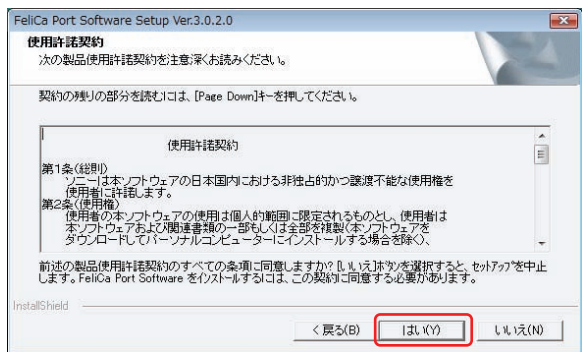 FeliCa Port Software Setup Ver.3.0.2.0
使用許諾契約
次の製品使用許諾契約を注意深くお読みください。
契約の残りの部分を読むには、[Page Down]キーを押してください。
使用許諾契約
第1条(総則)
ソニーは本ソフトウェアの日本国内における非独占的かつ譲渡不能な使用権を
使用者に許諾します。
第2条(使用権)
使用者の本ソフトウェアの使用は個人的範囲に限定されるものとし、使用者は
本ソフトウェアおよび関連書類の一部もしくは全部を複製(本ソフトウェアを
ダウンロードしてパーソナルコンピューターにインストールする場合を除く)、
前述の製品使用許諾契約のすべての条項に同意しますか? [いいえ]ボタンを選択すると、セットアップを中止
します。FeliCa Port Software をインストールするには、この契約に同意する必要があります。
InstallShield
< 戻る(B)
はい(Y)
いいえ(N)